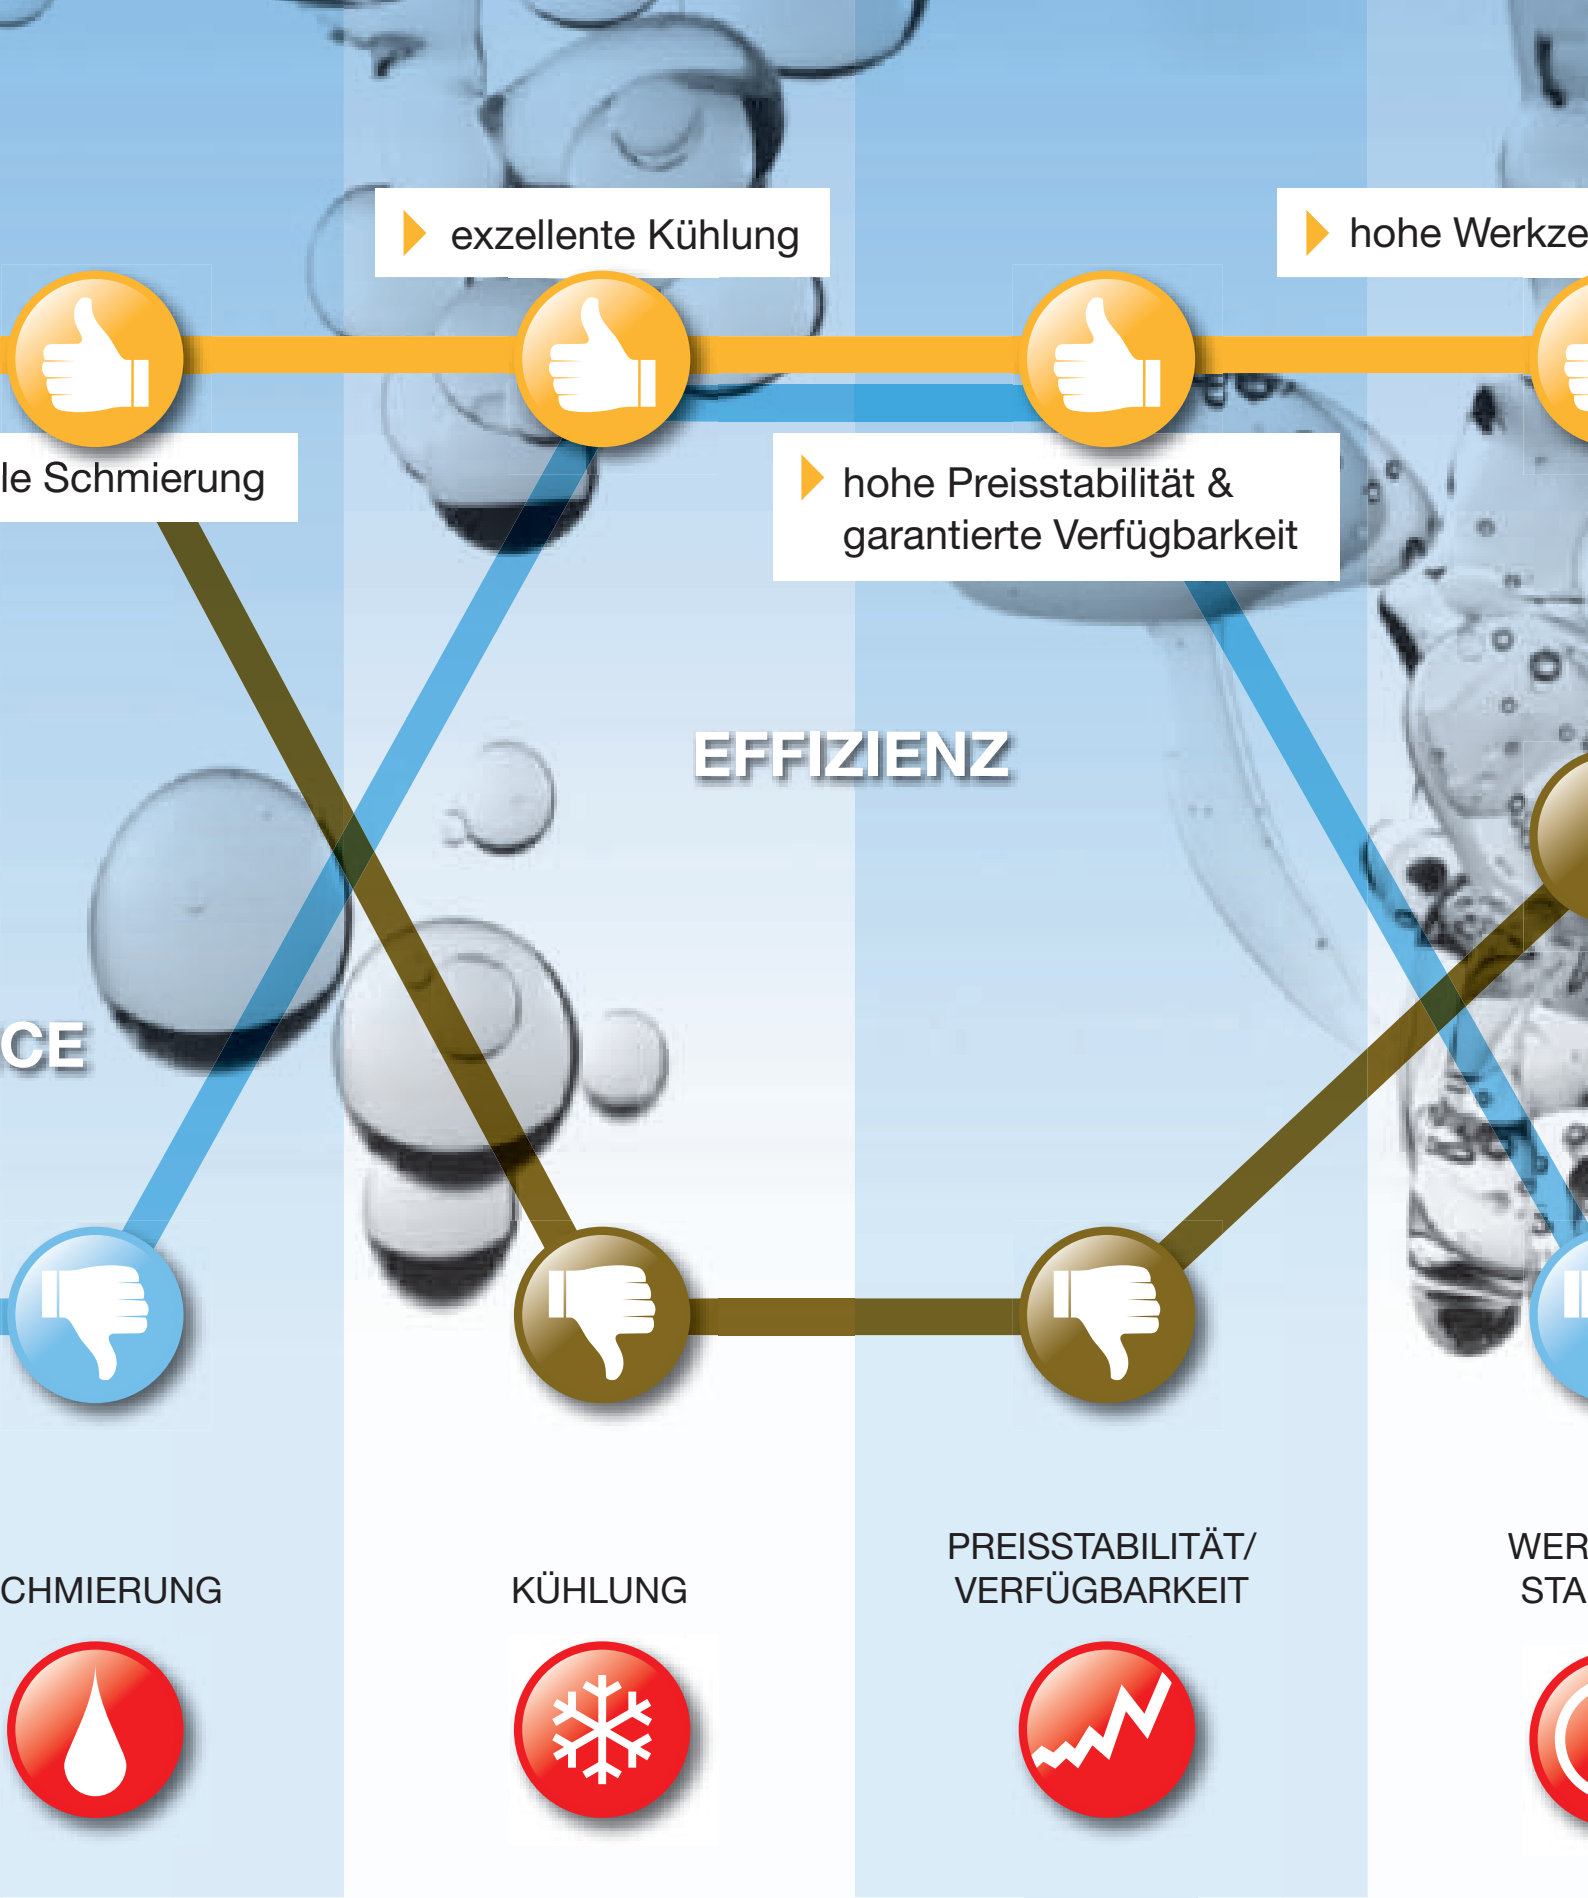 exzellente Kühlung
hohe Werkze
le Schmierung
hohe Preisstabilität &
garantierte Verfügbarkeit
EFFIZIENZ
CE
CHMIERUNG
KÜHLUNG
PREISSTABILITÄT/
VERFÜGBARKEIT
WER
STA